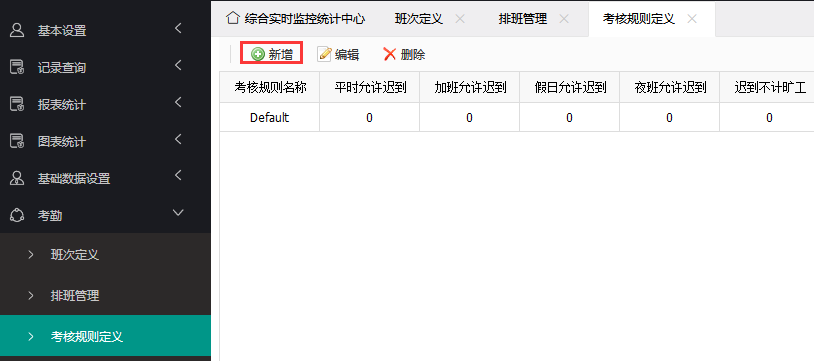 基本设置
记录查询
报表统计
图表统计
基础数据设置
考勤
班次定义
排班管理
考核规则定义
综合实时监控统计中心 班次定义 排班管理 考核规则定义
新增 编辑 删除
考核规则名称 平时允许迟到 加班允许迟到 假日允许迟到 夜班允许迟到 迟到不计旷工
Default 0 0 0 0 0